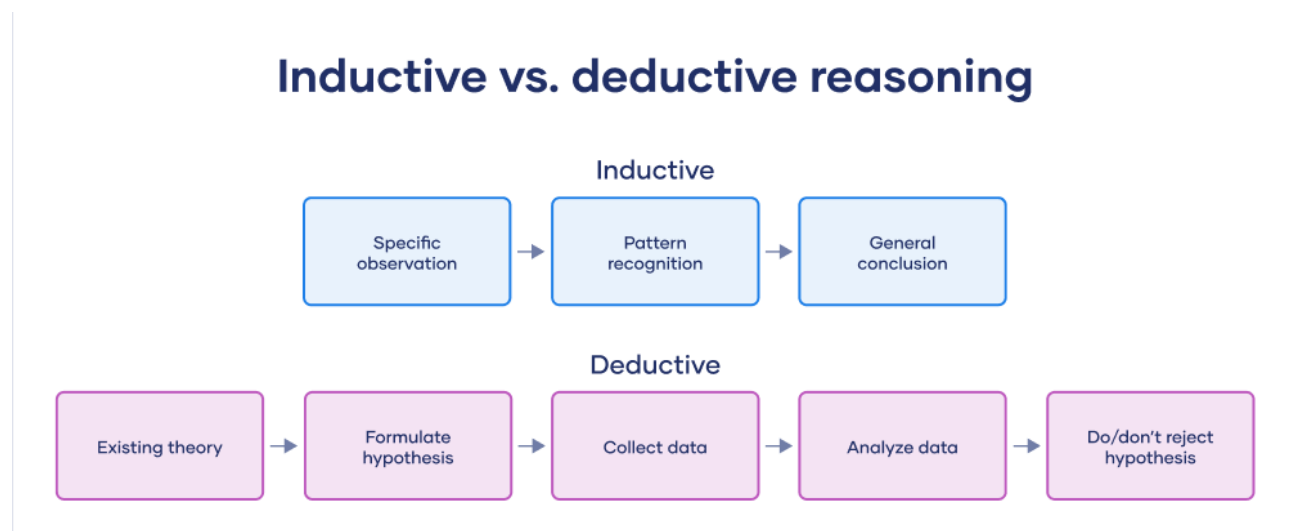 Inductive vs. deductive reasoning
Inductive
Specific
observation
Pattern
recognition
General
conclusion
Deductive
Existing theory
Formulate
hypothesis
Collect data
Analyze data
Do/don't reject
hypothesis